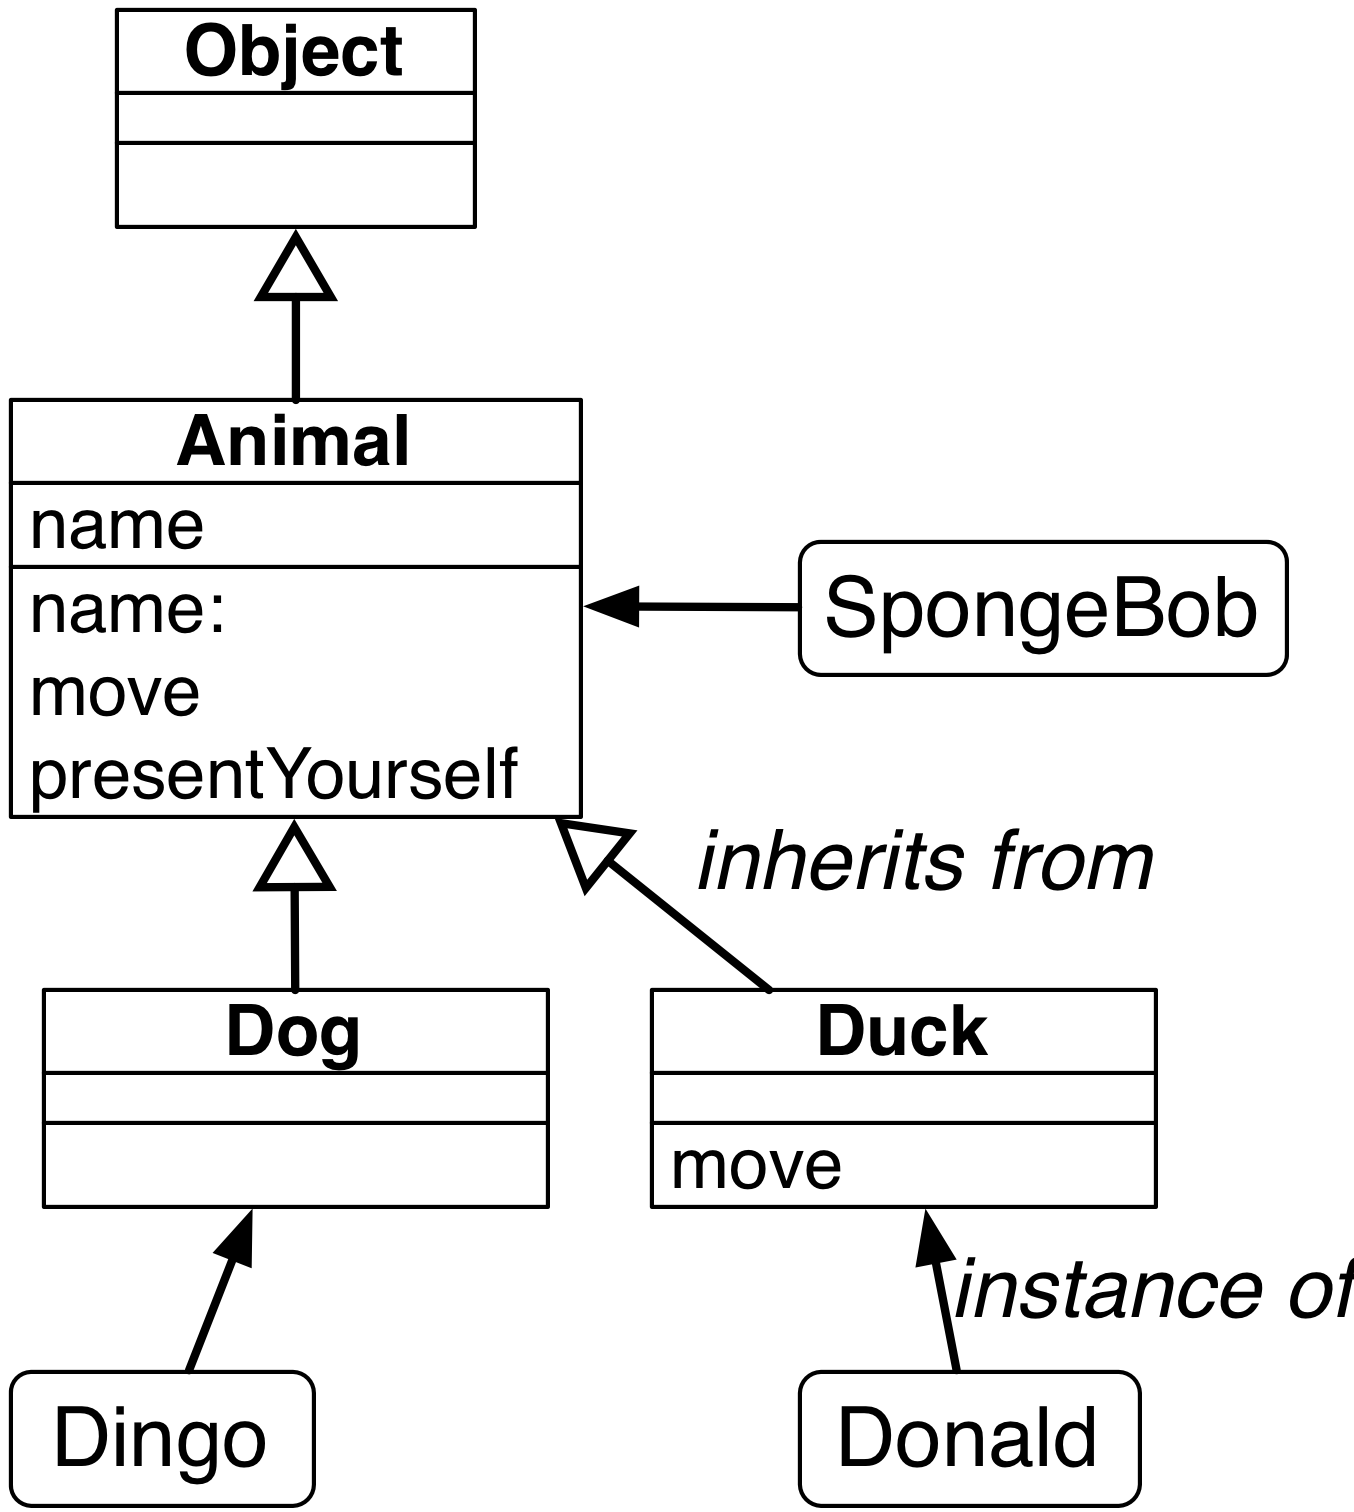 Object
Animal
name
name:
move
presentYourself
SpongeBob
inherits from
Dog
Duck
move
instance of
Dingo
Donald